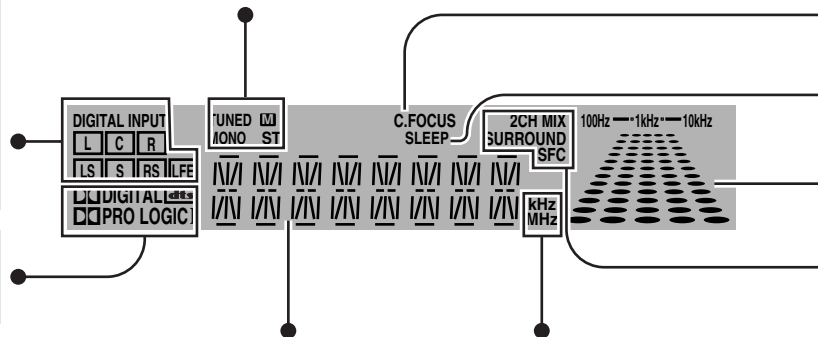 DIGITAL INPUT
L C R
LS S RS LFE
DIGITAL dts
PRO LOGIC
TUNED M
MONO ST
C.FOCUS
SLEEP
2CH MIX
SURROUND
SFC
kHz
MHz
100Hz 1kHz 10kHz